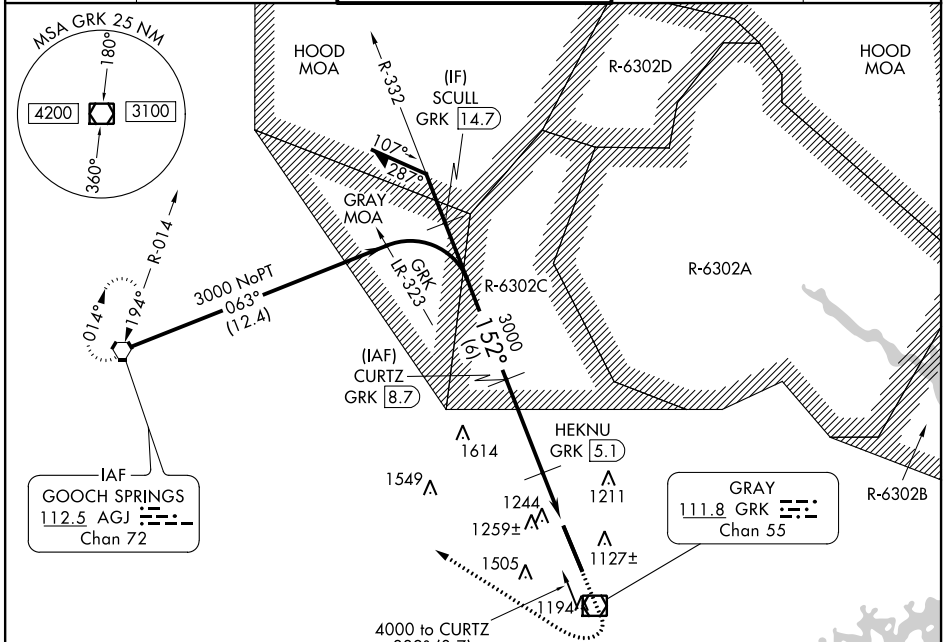 MSA GRK 25 NM
180°
4200
3100
360°
HOOD
MOA
R-332
(IF)
SCULL
GRK 14.7
R-6302D
HOOD
MOA
107°
287°
GRAY
MOA
R-014
014°
194°
3000 NoPT
063°
(12.4)
GRK
LR-323
R-6302C
R-6302A
3000
152°
(6)
(IAF)
CURTZ
GRK 8.7
HEKNU
GRK 5.1
1614
1549
1211
1244
1259±
1127±
1505
1194
R-6302B
IAF
GOOCH SPRINGS
112.5 AGJ
Chan 72
GRAY
111.8 GRK
Chan 55
4000 to CURTZ